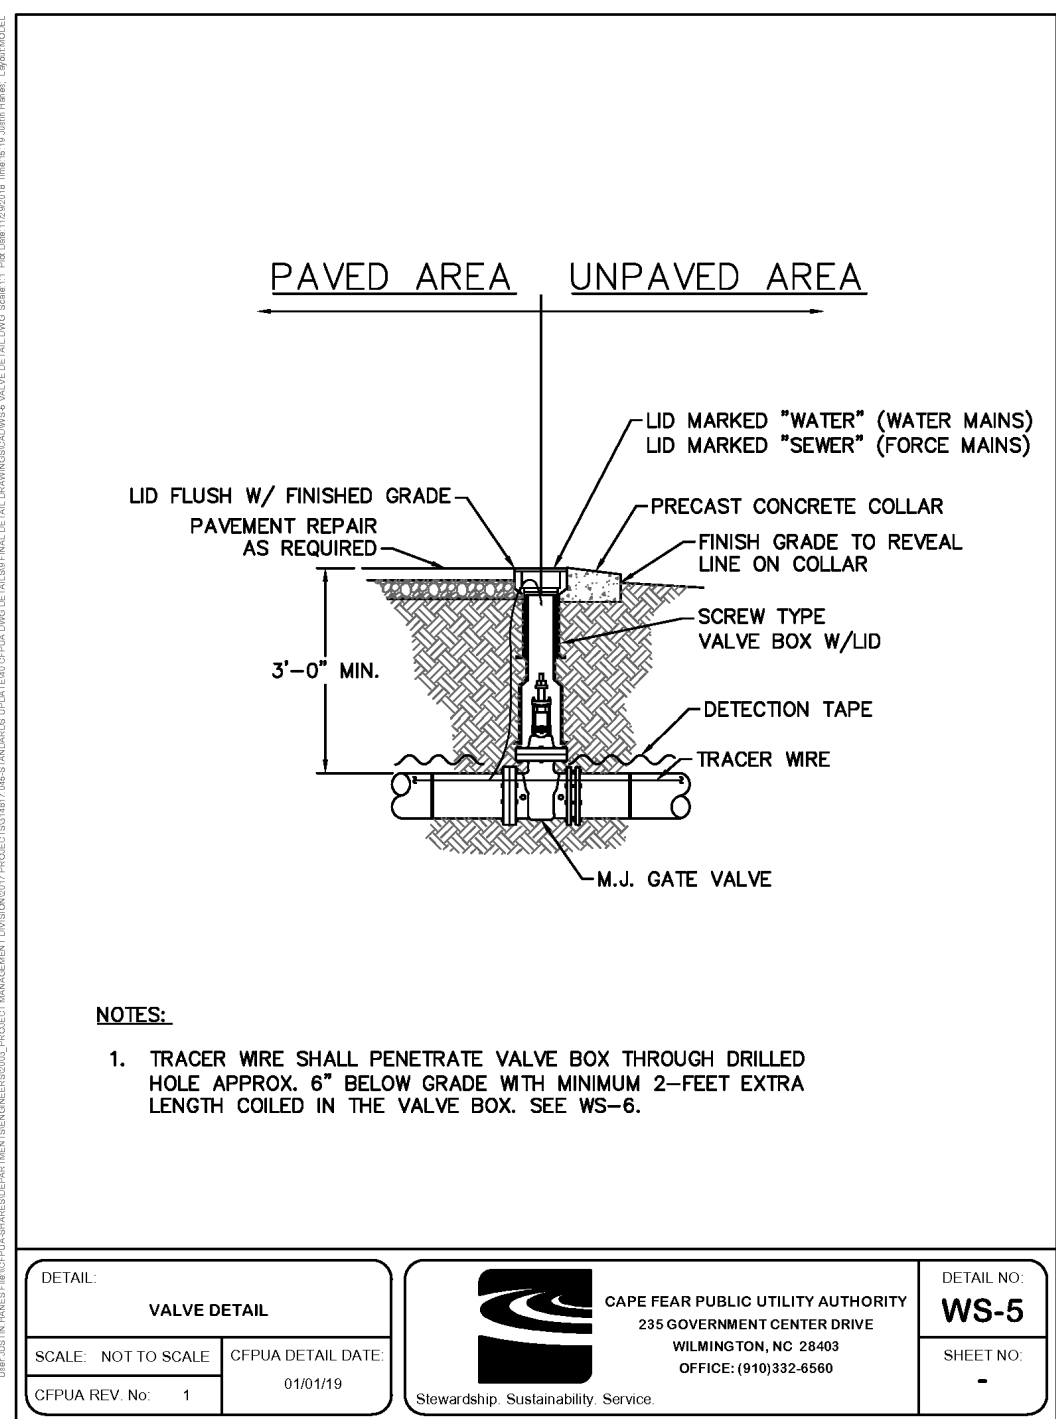 PAVED AREA
UNPAVED AREA
LID MARKED "WATER" (WATER MAINS)
LID MARKED "SEWER" (FORCE MAINS)
LID FLUSH W/ FINISHED GRADE
PAVEMENT REPAIR
AS REQUIRED
PRECAST CONCRETE COLLAR
FINISH GRADE TO REVEAL
LINE ON COLLAR
SCREW TYPE
VALVE BOX W/LID
3'-0" MIN.
DETECTION TAPE
TRACER WIRE
M.J. GATE VALVE
NOTES:
1. TRACER WIRE SHALL PENETRATE VALVE BOX THROUGH DRILLED
HOLE APPROX. 6" BELOW GRADE WITH MINIMUM 2-FEET EXTRA
LENGTH COILED IN THE VALVE BOX. SEE WS-6.
DETAIL:
VALVE DETAIL
SCALE: NOT TO SCALE
CFPUA REV. No: 1
CFPUA DETAIL DATE:
01/01/19
Stewardship. Sustainability. Service.
CAPE FEAR PUBLIC UTILITY AUTHORITY
235 GOVERNMENT CENTER DRIVE
WILMINGTON, NC 28403
OFFICE: (910)332-6560
DETAIL NO:
WS-5
SHEET NO:
-